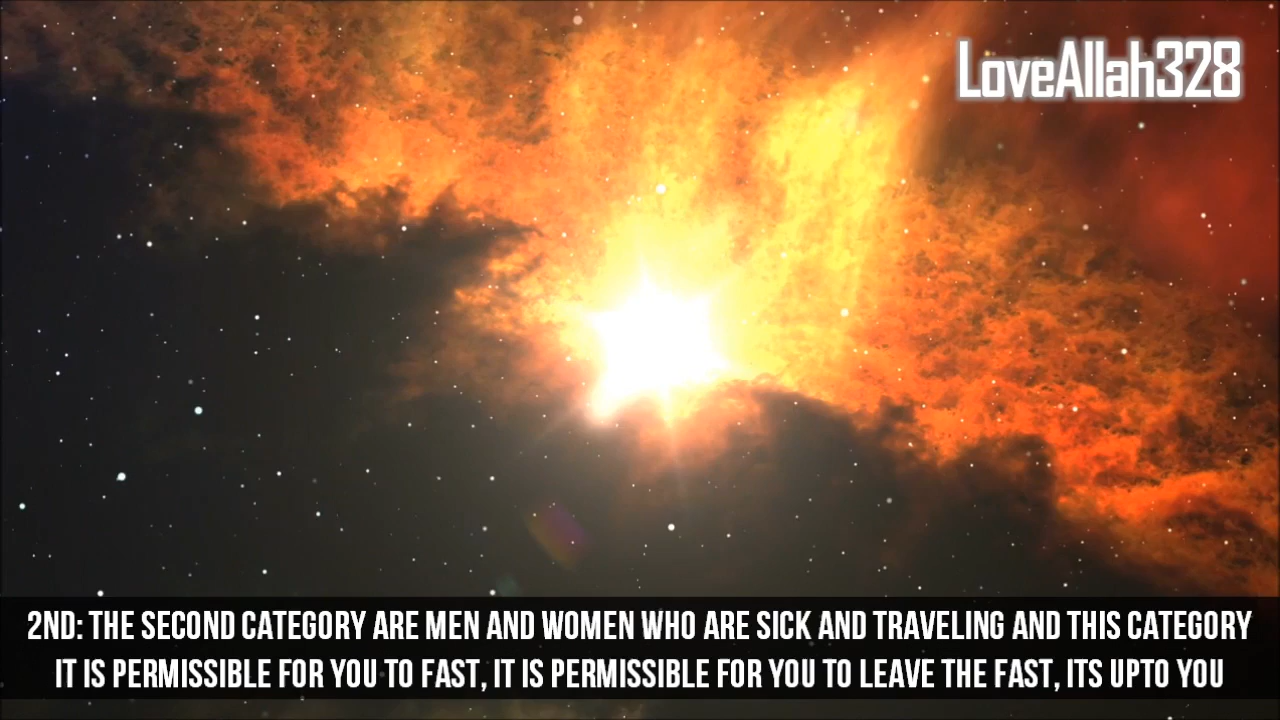 LoveAllah328
2ND: THE SECOND CATEGORY ARE MEN AND WOMEN WHO ARE SICK AND TRAVELING AND THIS CATEGORY
IT IS PERMISSIBLE FOR YOU TO FAST, IT IS PERMISSIBLE FOR YOU TO LEAVE THE FAST, ITS UPTO YOU